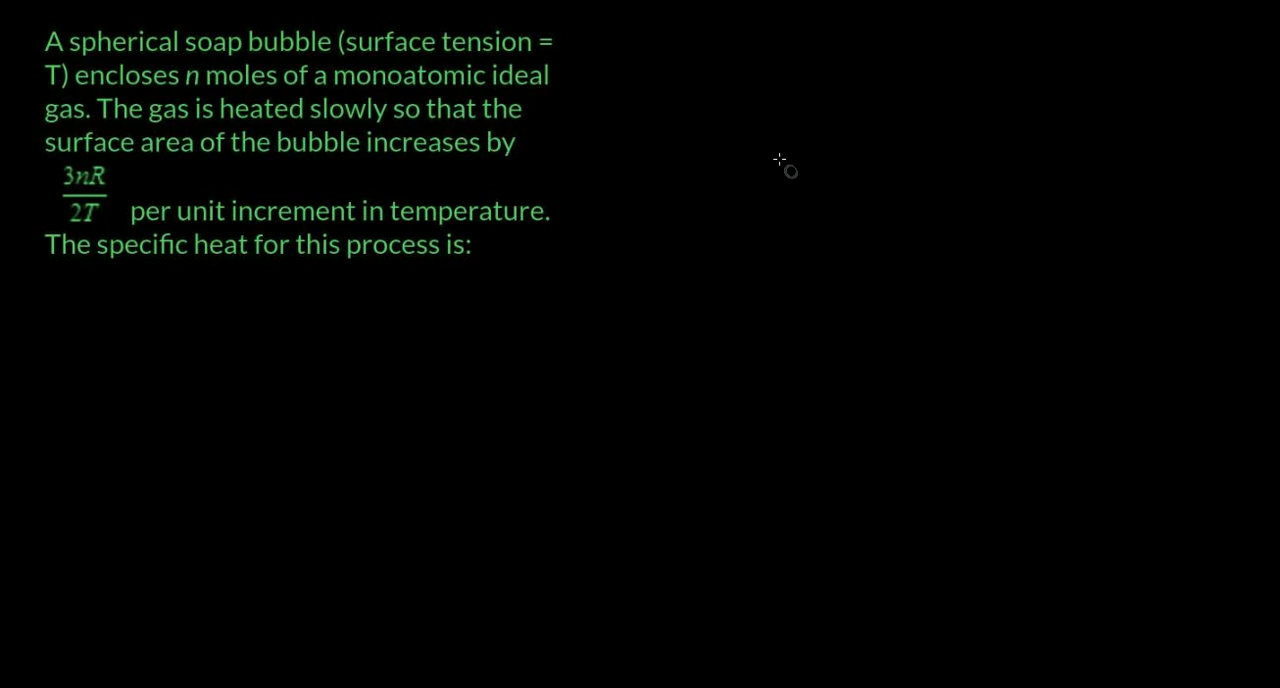 A spherical soap bubble (surface tension =
T) encloses n moles of a monoatomic ideal
gas. The gas is heated slowly so that the
surface area of the bubble increases by
3nR
2T per unit increment in temperature.
The specific heat for this process is: